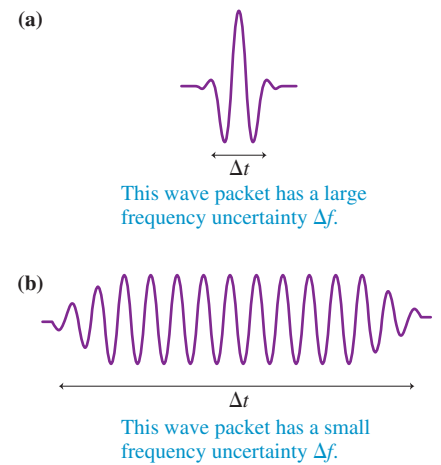 (a)
Δt
This wave packet has a large
frequency uncertainty Δf.
(b)
Δt
This wave packet has a small
frequency uncertainty Δf.